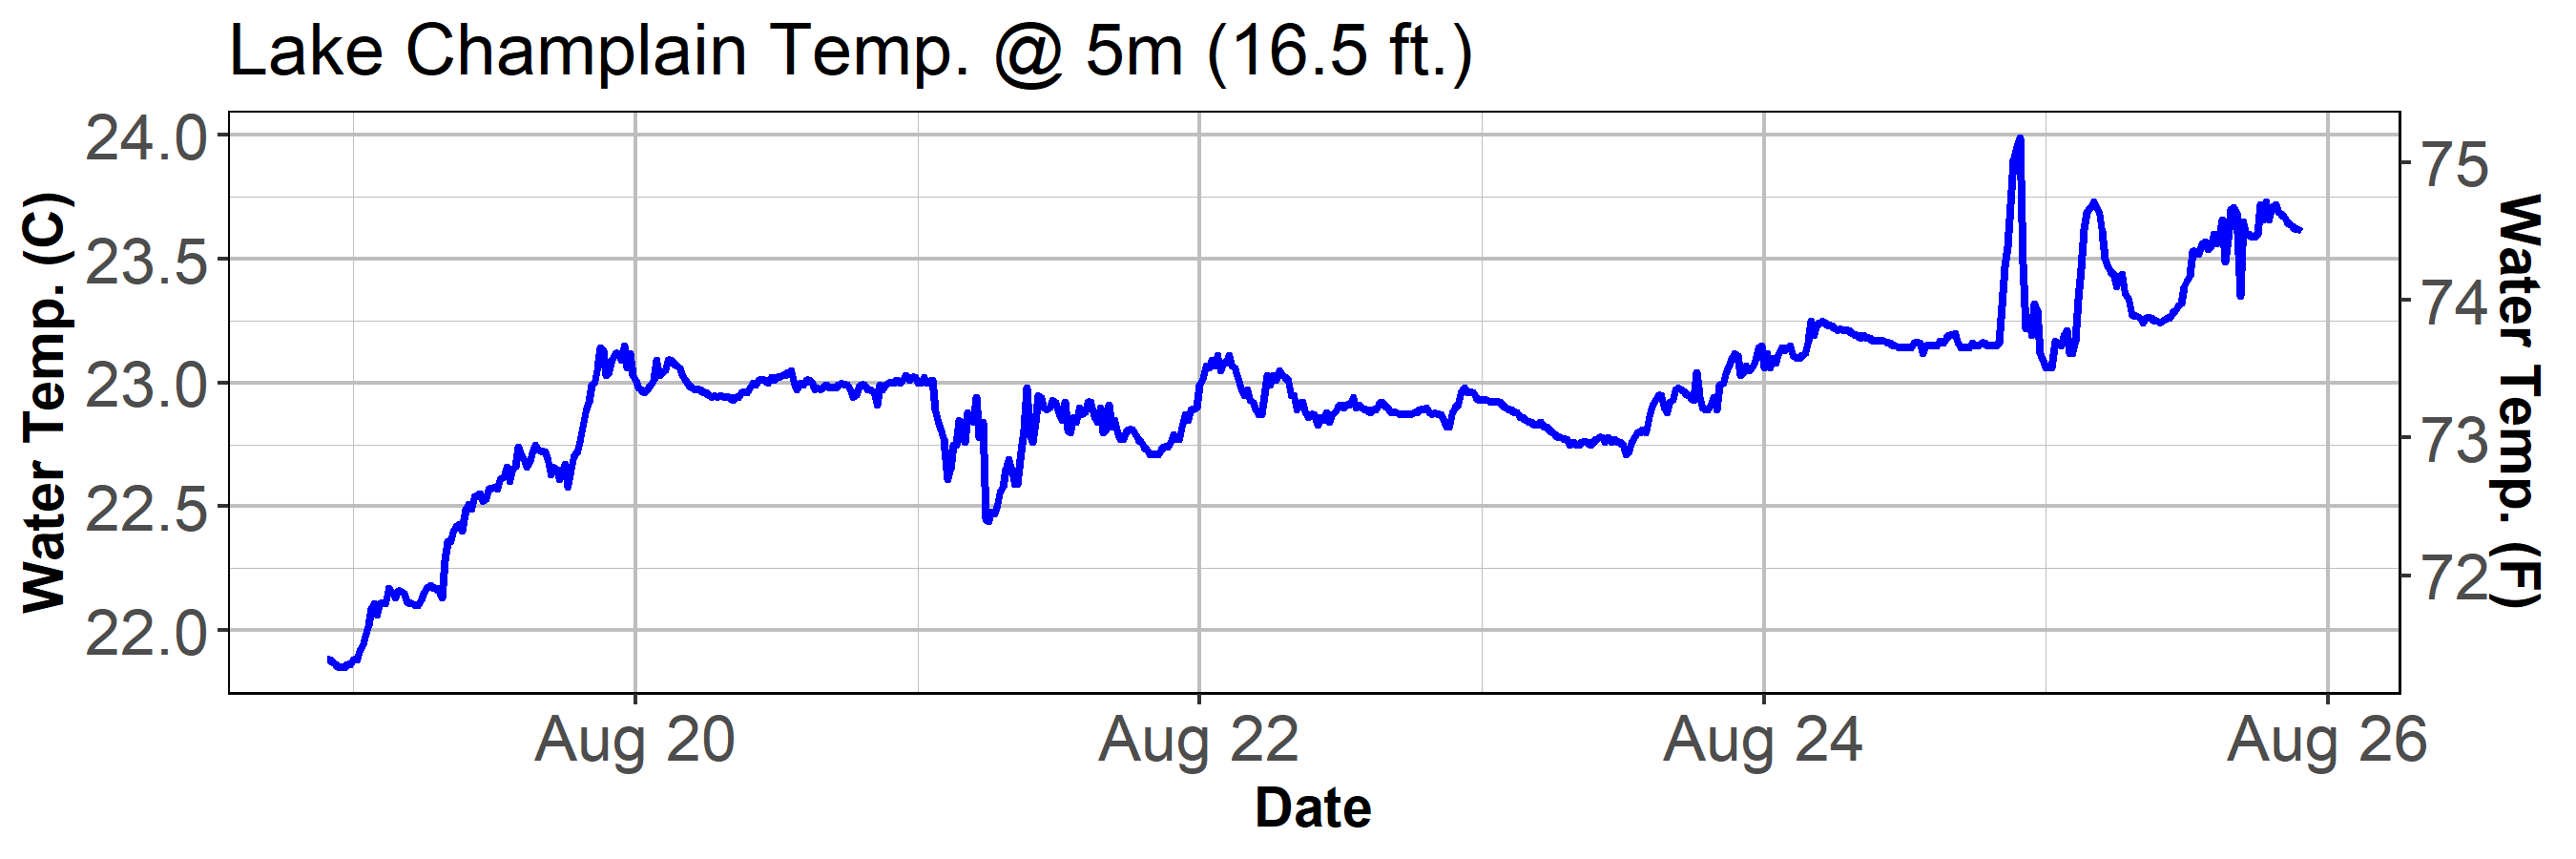 Lake Champlain Temp. @ 5m (16.5 ft.)
Water Temp. (C)
24.0
23.5
23.0
22.5
22.0
75
74
73
72
Water Temp. (F)
Aug 20
Aug 22
Aug 24
Aug 26
Date